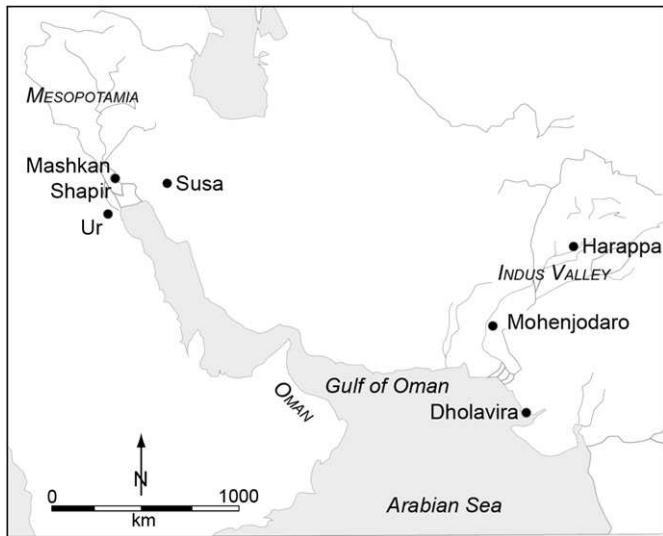 MESOPOTAMIA
Mashkan
Shapir
Susa
Ur
Harappa
INDUS VALLEY
Mohenjodaro
Gulf of Oman
OMAN
Dholavira
N
0 1000
km
Arabian Sea